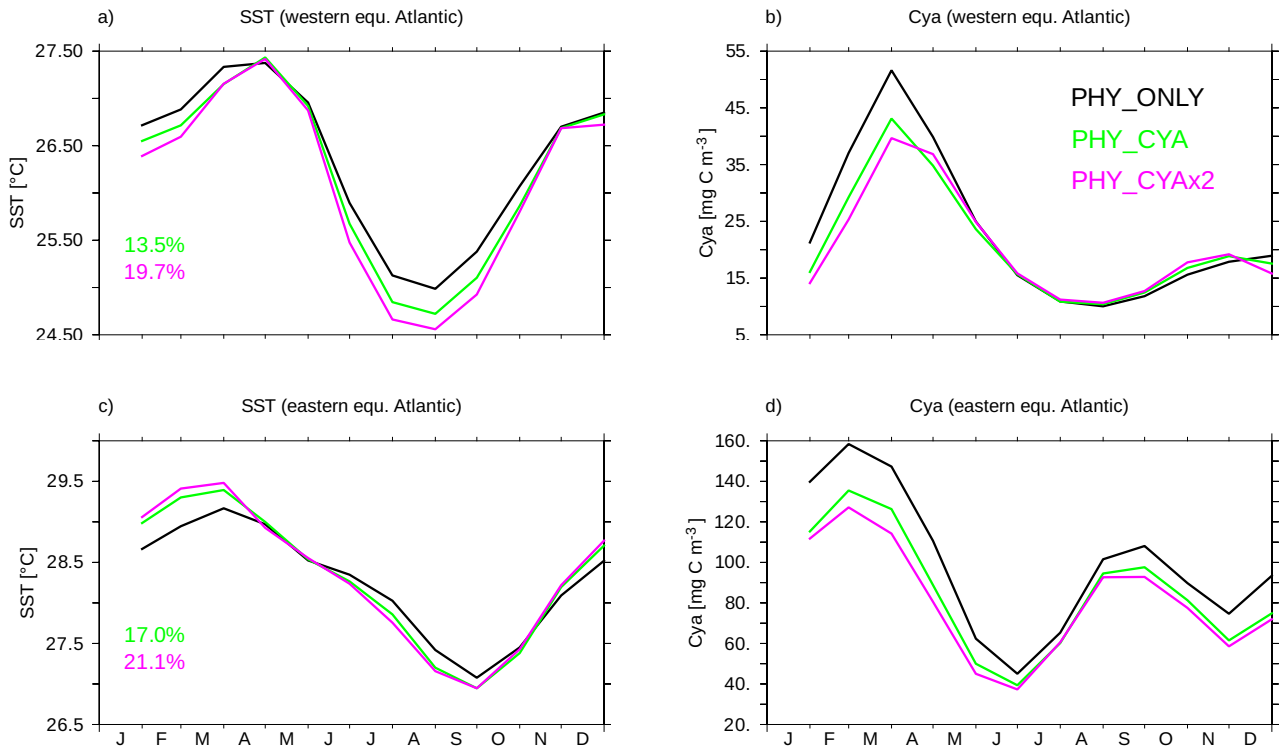 a) SST (western equ. Atlantic)
27.50
26.50
25.50
24.50
SST [°C]
13.5%
19.7%
b) Cya (western equ. Atlantic)
55.
45.
35.
25.
15.
5.
Cya [mg C m-3]
PHY_ONLY
PHY_CYA
PHY_CYAx2
c) SST (eastern equ. Atlantic)
29.5
28.5
27.5
26.5
SST [°C]
17.0%
21.1%
J F M A M J J A S O N D
d) Cya (eastern equ. Atlantic)
160.
140.
120.
100.
80.
60.
40.
20.
Cya [mg C m-3]
J F M A M J J A S O N D